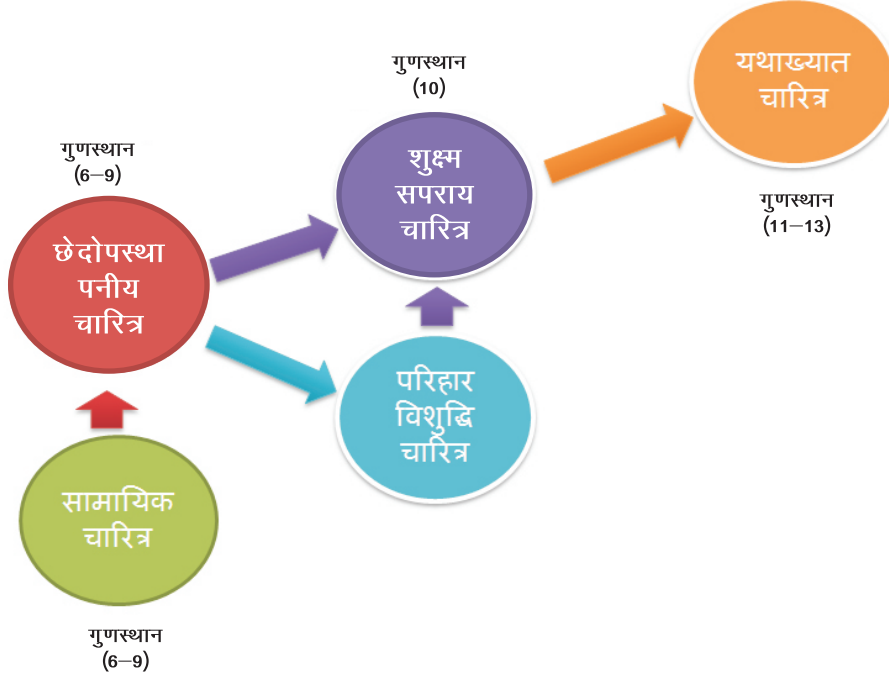 गुणस्थान
(6–9)
छेदोपस्था
पनीय
चारित्र
सामायिक
चारित्र
गुणस्थान
(6–9)
गुणस्थान
(10)
शुक्ष्म
सपराय
चारित्र
परिहार
विशुद्धि
चारित्र
यथाख्यात
चारित्र
गुणस्थान
(11–13)